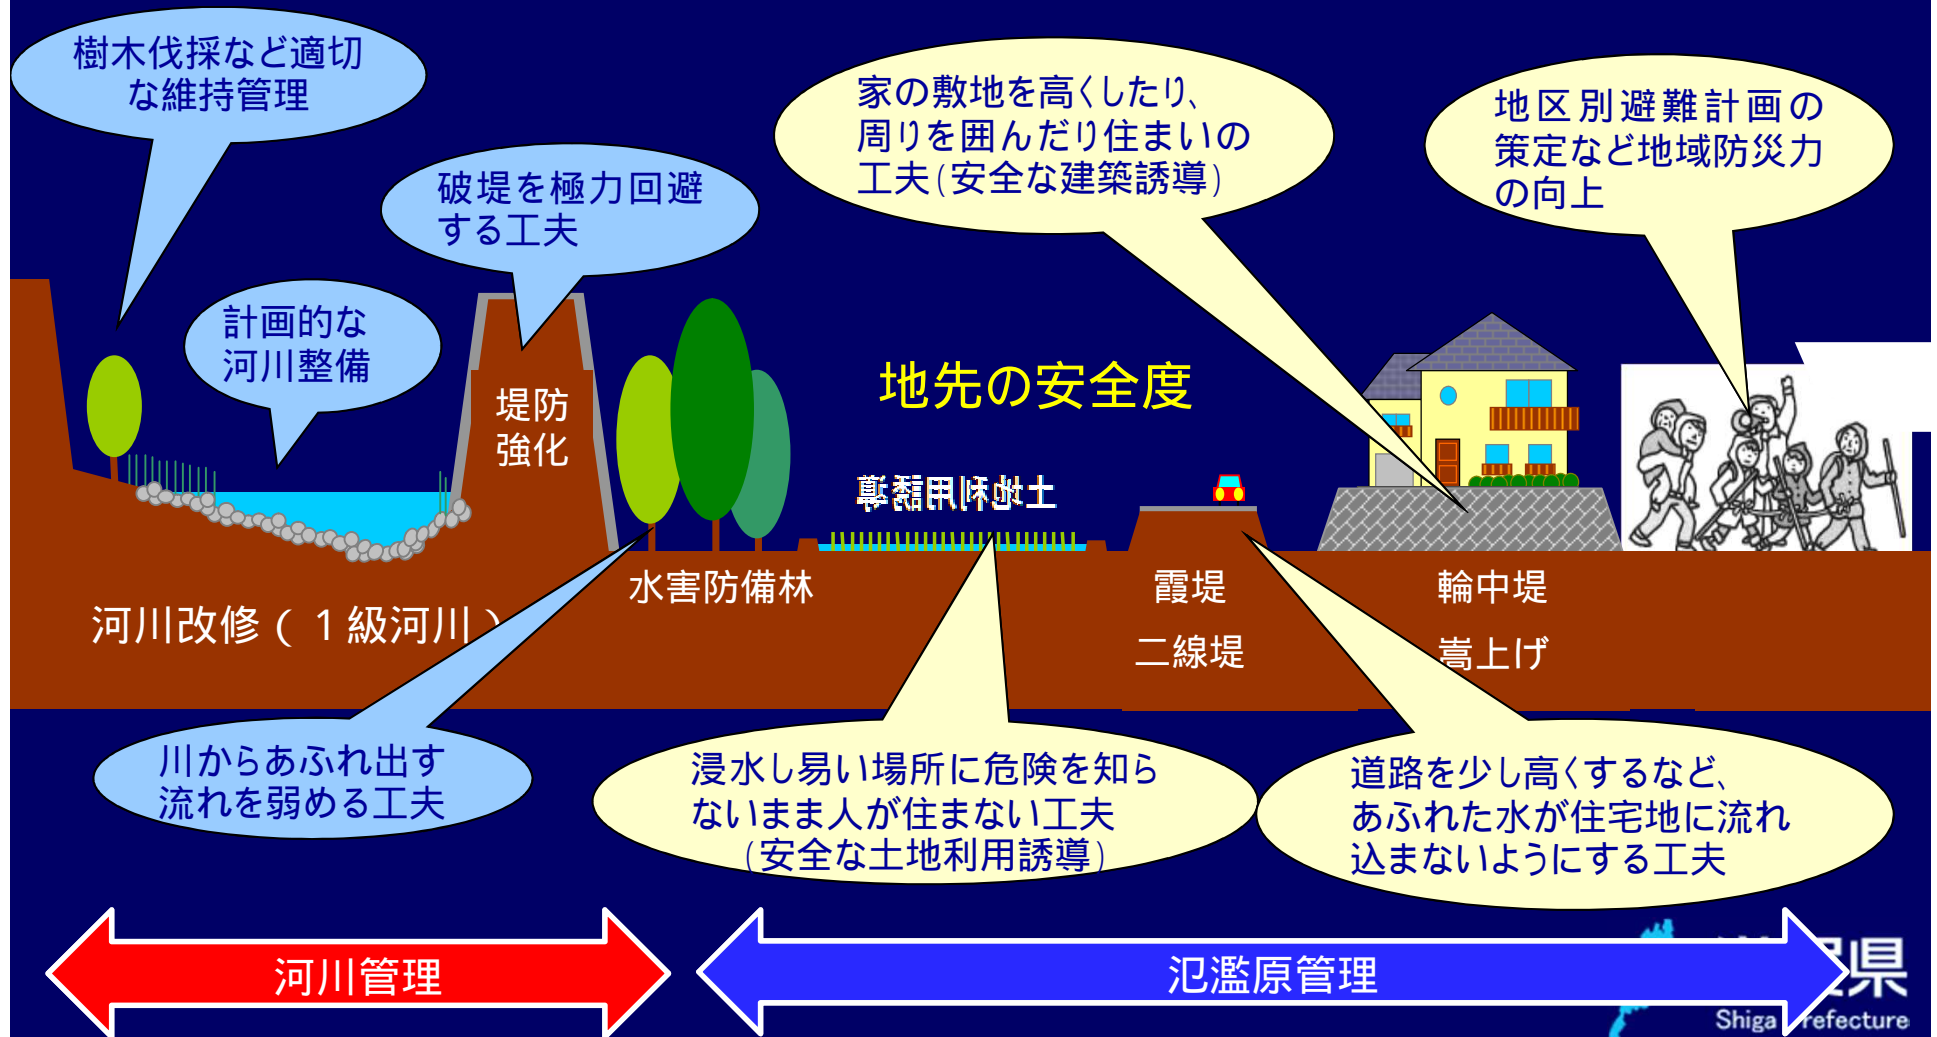 樹木伐採など適切
な維持管理
計画的な
河川整備
破堤を極力回避
する工夫
家の敷地を高くしたり、
周りを囲んだり住まいの
工夫(安全な建築誘導)
地区別避難計画の
策定など地域防災力
の向上
堤防
強化
地先の安全度
土地利用誘導
河川改修(1級河川)
水害防備林
霞堤
二線堤
輪中堤
嵩上げ
川からあふれ出す
流れを弱める工夫
浸水し易い場所に危険を知ら
ないまま人が住まない工夫
(安全な土地利用誘導)
道路を少し高くするなど、
あふれた水が住宅地に流れ
込まないようにする工夫
河川管理
氾濫原管理
県
Shiga Prefecture